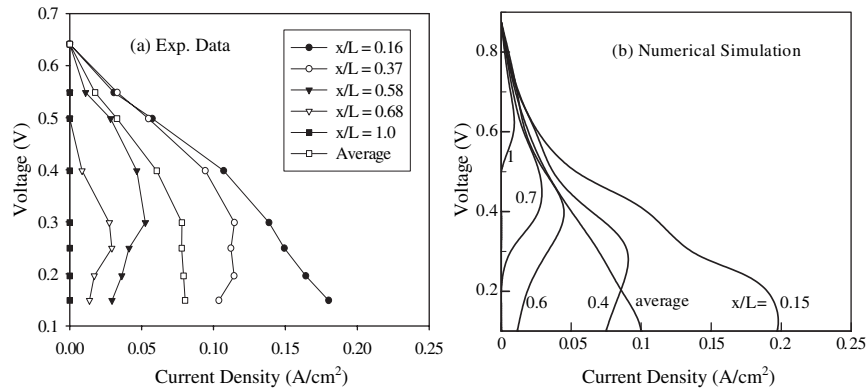 (a) Exp. Data
x/L = 0.16
x/L = 0.37
x/L = 0.58
x/L = 0.68
x/L = 1.0
Average
0.7
0.6
0.5
0.4
0.3
0.2
0.1
Voltage (V)
0.00 0.05 0.10 0.15 0.20 0.25
Current Density (A/cm²)
(b) Numerical Simulation
0.8
0.6
0.4
0.2
Voltage (V)
1
0.7
0.6
0.4
average
x/L=
0.15
0 0.05 0.1 0.15 0.2 0.25
Current Density (A/cm²)